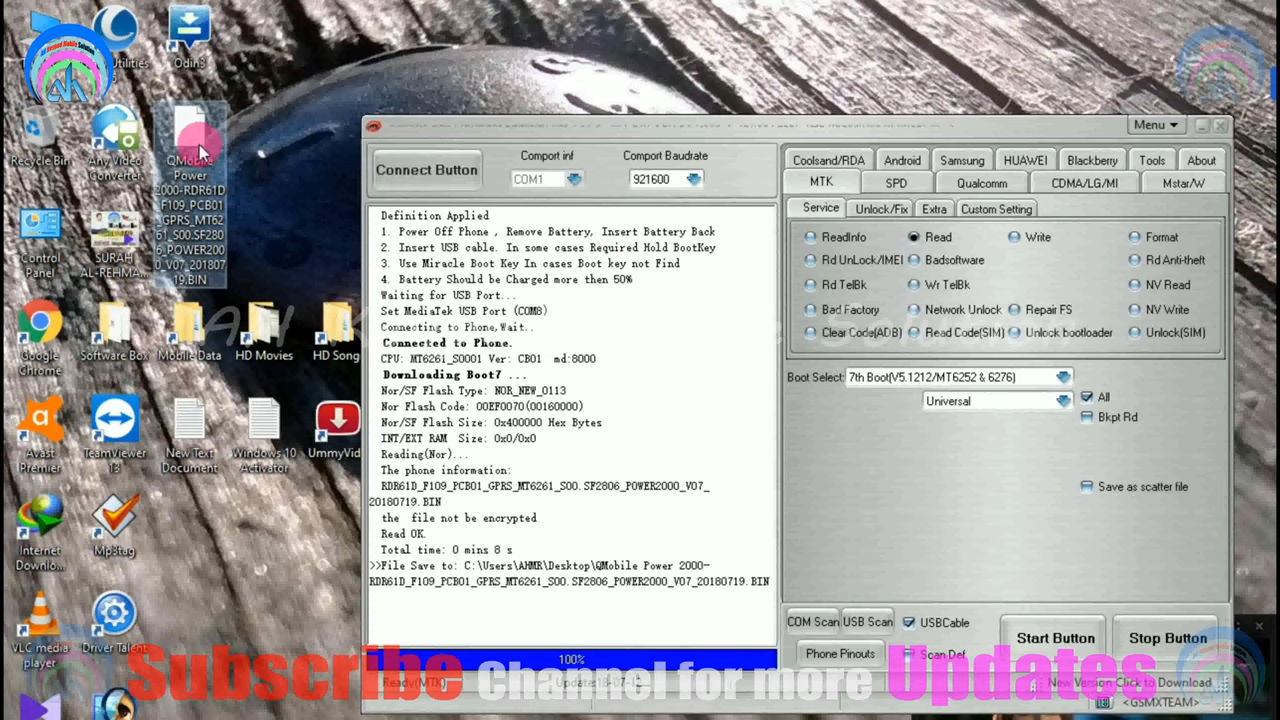 Utilities
Odin3
Recycle Bin
Any Video
Converter
QMobile
Power
2000-RDR61D
_F109_PCB01
_GPRS_MT62
61_S00.SF280
6_POWER200
0_V07_201807
19.BIN
Control
Panel
SURAH
AL-REHMA...
Google
Chrome
Software Box
Mobile Data
HD Movies
HD Song
Avast
Premier
TeamViewer
13
New Text
Document
Windows 10
Activator
UmmyVid
Internet
Downlo...
Mp3tag
VLC media
player
Driver Talent
Menu
Connect Button
Comport inf
COM1
Comport Baudrate
921600
Coolsand/RDA Android Samsung HUAWEI Blackberry Tools About
MTK SPD Qualcomm CDMA/LG/MI Mstar/W
Service Unlock/Fix Extra Custom Setting
ReadInfo Read Write Format
Rd UnLock/IMEI Badsoftware Rd Anti-theft
Rd TelBk Wr TelBk NV Read
Bad Factory Network Unlock Repair FS NV Write
Clear Code(ADB) Read Code(SIM) Unlock bootloader Unlock(SIM)
Boot Select: 7th Boot(V5.1212/MT6252 & 6276)
Universal
All
Bkpt Rd
Save as scatter file
Definition Applied
1. Power Off Phone , Remove Battery, Insert Battery Back
2. Insert USB cable. In some cases Required Hold BootKey
3. Use Miracle Boot Key In cases Boot key not Find
4. Battery Should be Charged more then 50%
Waiting for USB Port...
Set MediaTek USB Port (COM8)
Connecting to Phone,Wait..
Connected to Phone.
CPU: MT6261_S0001 Ver: CB01 md:8000
Downloading Boot7 ...
Nor/SF Flash Type: NOR_NEW_0113
Nor Flash Code: 00EF0070(00160000)
Nor/SF Flash Size: 0x400000 Hex Bytes
INT/EXT RAM Size: 0x0/0x0
Reading(Nor)...
The phone information:
RDR61D_F109_PCB01_GPRS_MT6261_S00.SF2806_POWER2000_V07_
20180719.BIN
the file not be encrypted
Read OK.
Total time: 0 mins 8 s
>>File Save to: C:\Users\AHMR\Desktop\QMobile Power 2000-
RDR61D_F109_PCB01_GPRS_MT6261_S00.SF2806_POWER2000_V07_20180719.BIN
100%
COM Scan USB Scan USBCable
Phone Pinouts Scan Def
Start Button Stop Button
Ready(MTK)
New Version Click to Download
<GSMXTEAM>
Subscribe Channel for more Updates